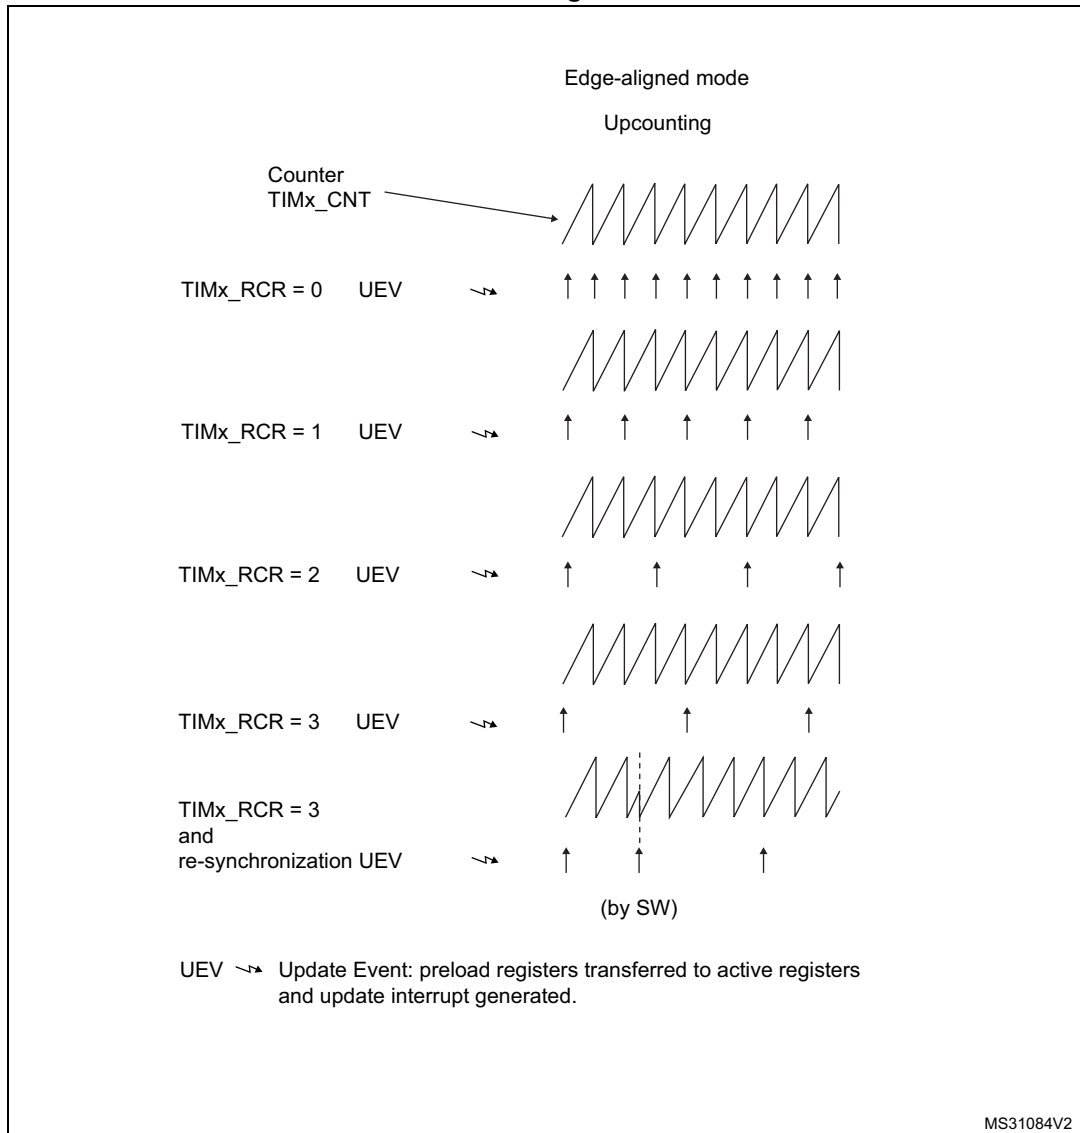 Edge-aligned mode
Upcounting
Counter
TIMx_CNT
TIMx_RCR = 0 UEV
TIMx_RCR = 1 UEV
TIMx_RCR = 2 UEV
TIMx_RCR = 3 UEV
TIMx_RCR = 3
and
re-synchronization UEV
(by SW)
UEV Update Event: preload registers transferred to active registers
and update interrupt generated.
MS31084V2